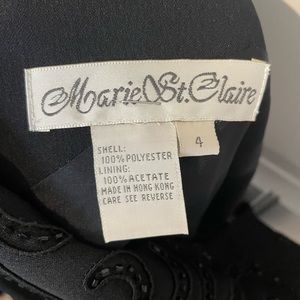 Marie St. Claire
4
SHELL:
100% POLYESTER
LINING:
100% ACETATE
MADE IN HONG KONG
CARE SEE REVERSE